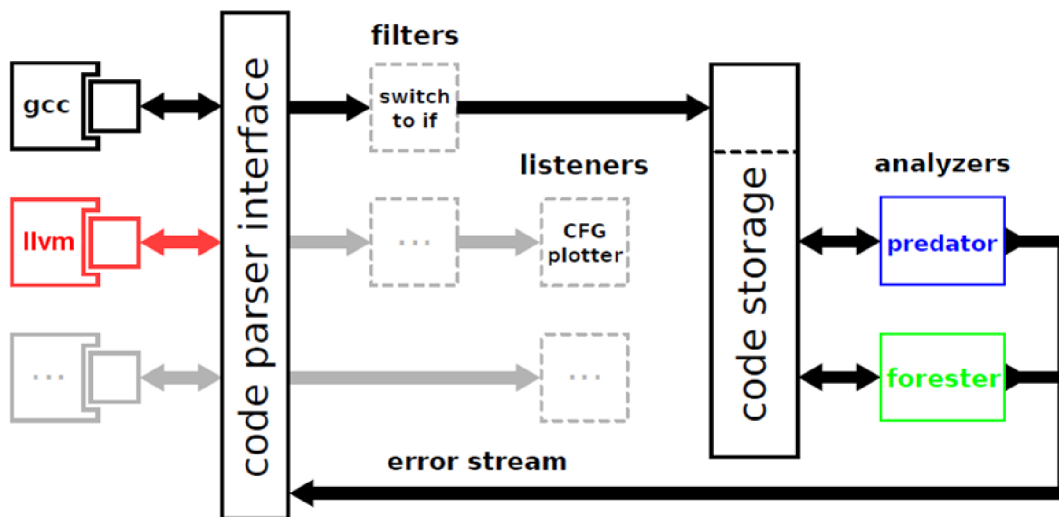 filters
gcc
code parser interface
switch
to if
listeners
analyzers
llvm
...
CFG
plotter
code storage
predator
...
...
forester
error stream